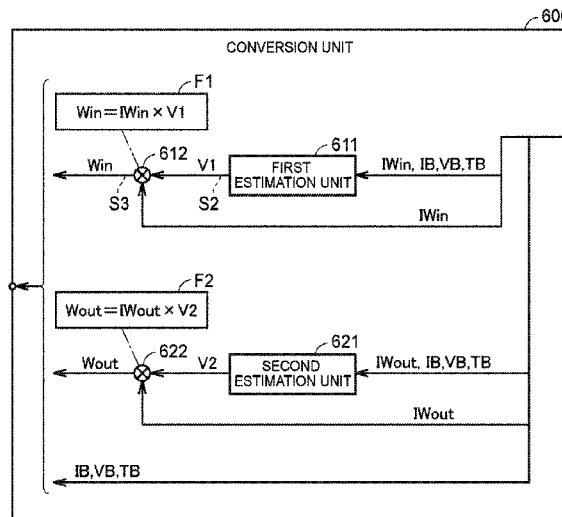 600
CONVERSION UNIT
F1
Win=IWin × V1
612
611
Win
V1
FIRST
ESTIMATION UNIT
IWin, IB,VB,TB
S3
S2
IWin
F2
Wout=IWout × V2
622
621
Wout
V2
SECOND
ESTIMATION UNIT
IWout, IB,VB,TB
IWout
IB,VB,TB